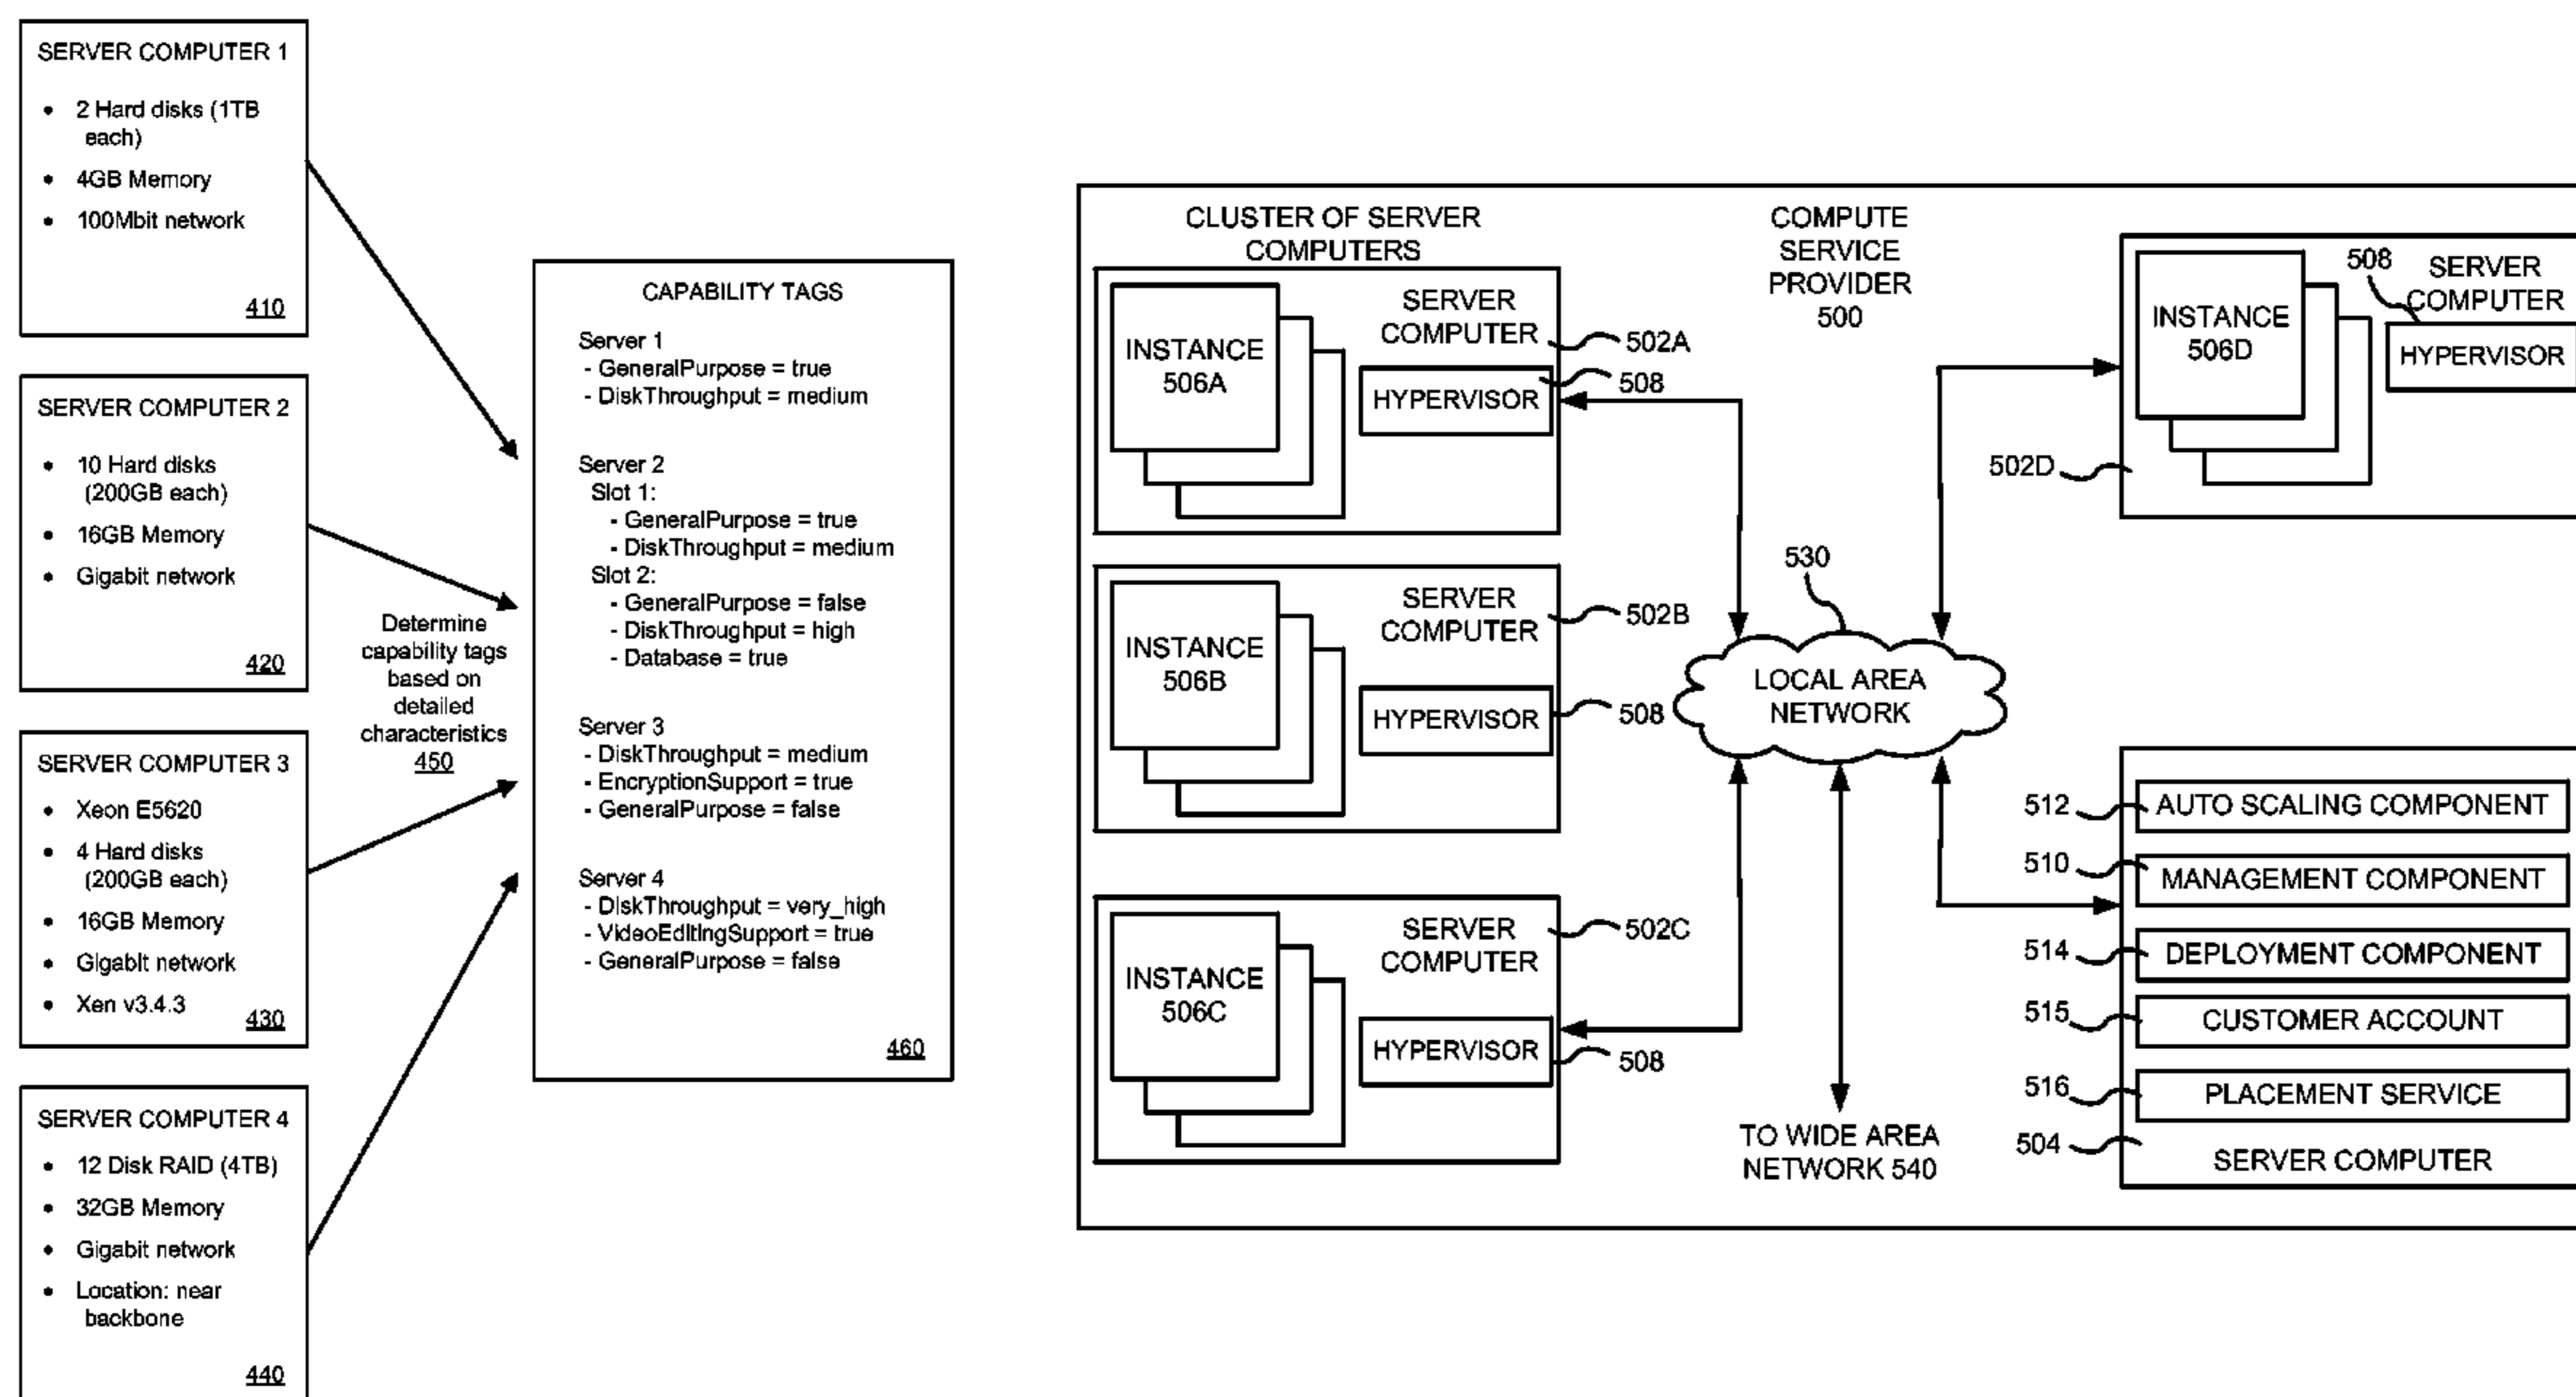 SERVER COMPUTER 1
• 2 Hard disks (1TB
each)
• 4GB Memory
• 100Mbit network
410
SERVER COMPUTER 2
• 10 Hard disks
(200GB each)
• 16GB Memory
• Gigabit network
420
SERVER COMPUTER 3
• Xeon E5620
• 4 Hard disks
(200GB each)
• 16GB Memory
• Gigabit network
• Xen v3.4.3
430
SERVER COMPUTER 4
• 12 Disk RAID (4TB)
• 32GB Memory
• Gigabit network
• Location: near
backbone
440
Determine
capability tags
based on
detailed
characteristics
450
CAPABILITY TAGS
Server 1
- GeneralPurpose = true
- DiskThroughput = medium
Server 2
Slot 1:
- GeneralPurpose = true
- DiskThroughput = medium
Slot 2:
- GeneralPurpose = false
- DiskThroughput = high
- Database = true
Server 3
- DiskThroughput = medium
- EncryptionSupport = true
- GeneralPurpose = false
Server 4
- DiskThroughput = very_high
- VideoEditingSupport = true
- GeneralPurpose = false
460
CLUSTER OF SERVER
COMPUTERS
COMPUTE
SERVICE
PROVIDER
500
INSTANCE
506A
SERVER
COMPUTER
502A
HYPERVISOR
508
INSTANCE
506B
SERVER
COMPUTER
502B
HYPERVISOR
508
INSTANCE
506C
SERVER
COMPUTER
502C
HYPERVISOR
508
530
LOCAL AREA
NETWORK
TO WIDE AREA
NETWORK 540
INSTANCE
506D
508
SERVER
COMPUTER
HYPERVISOR
502D
512
AUTO SCALING COMPONENT
510
MANAGEMENT COMPONENT
514
DEPLOYMENT COMPONENT
515
CUSTOMER ACCOUNT
516
PLACEMENT SERVICE
504
SERVER COMPUTER